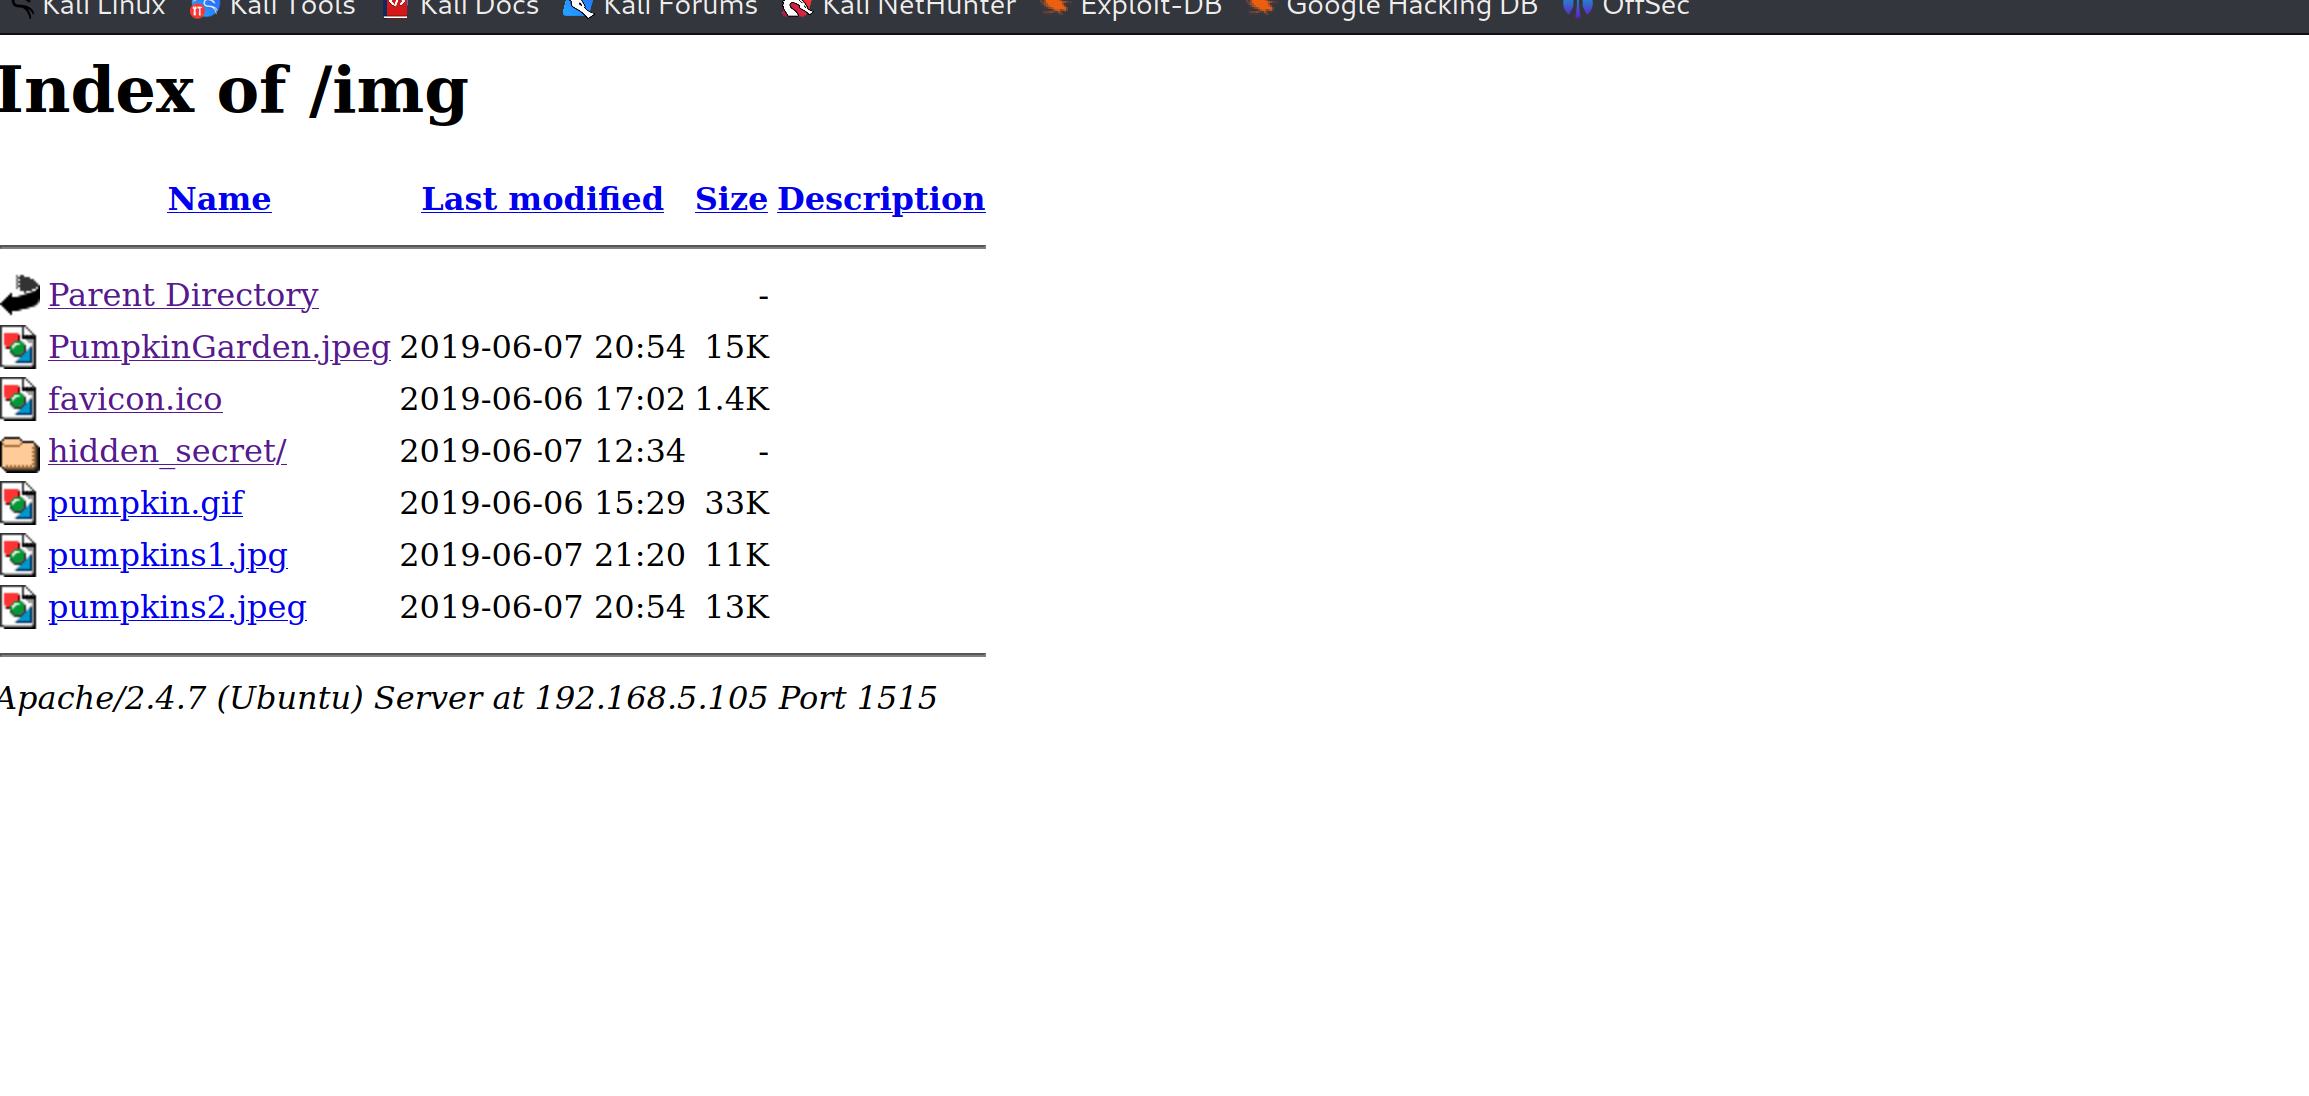 Kali Linux Kali Tools Kali Docs Kali Forums Kali NetHunter Exploit-DB Google Hacking DB OffSec
Index of /img
Name Last modified Size Description
Parent Directory -
PumpkinGarden.jpeg 2019-06-07 20:54 15K
favicon.ico 2019-06-06 17:02 1.4K
hidden_secret/ 2019-06-07 12:34 -
pumpkin.gif 2019-06-06 15:29 33K
pumpkins1.jpg 2019-06-07 21:20 11K
pumpkins2.jpeg 2019-06-07 20:54 13K
Apache/2.4.7 (Ubuntu) Server at 192.168.5.105 Port 1515